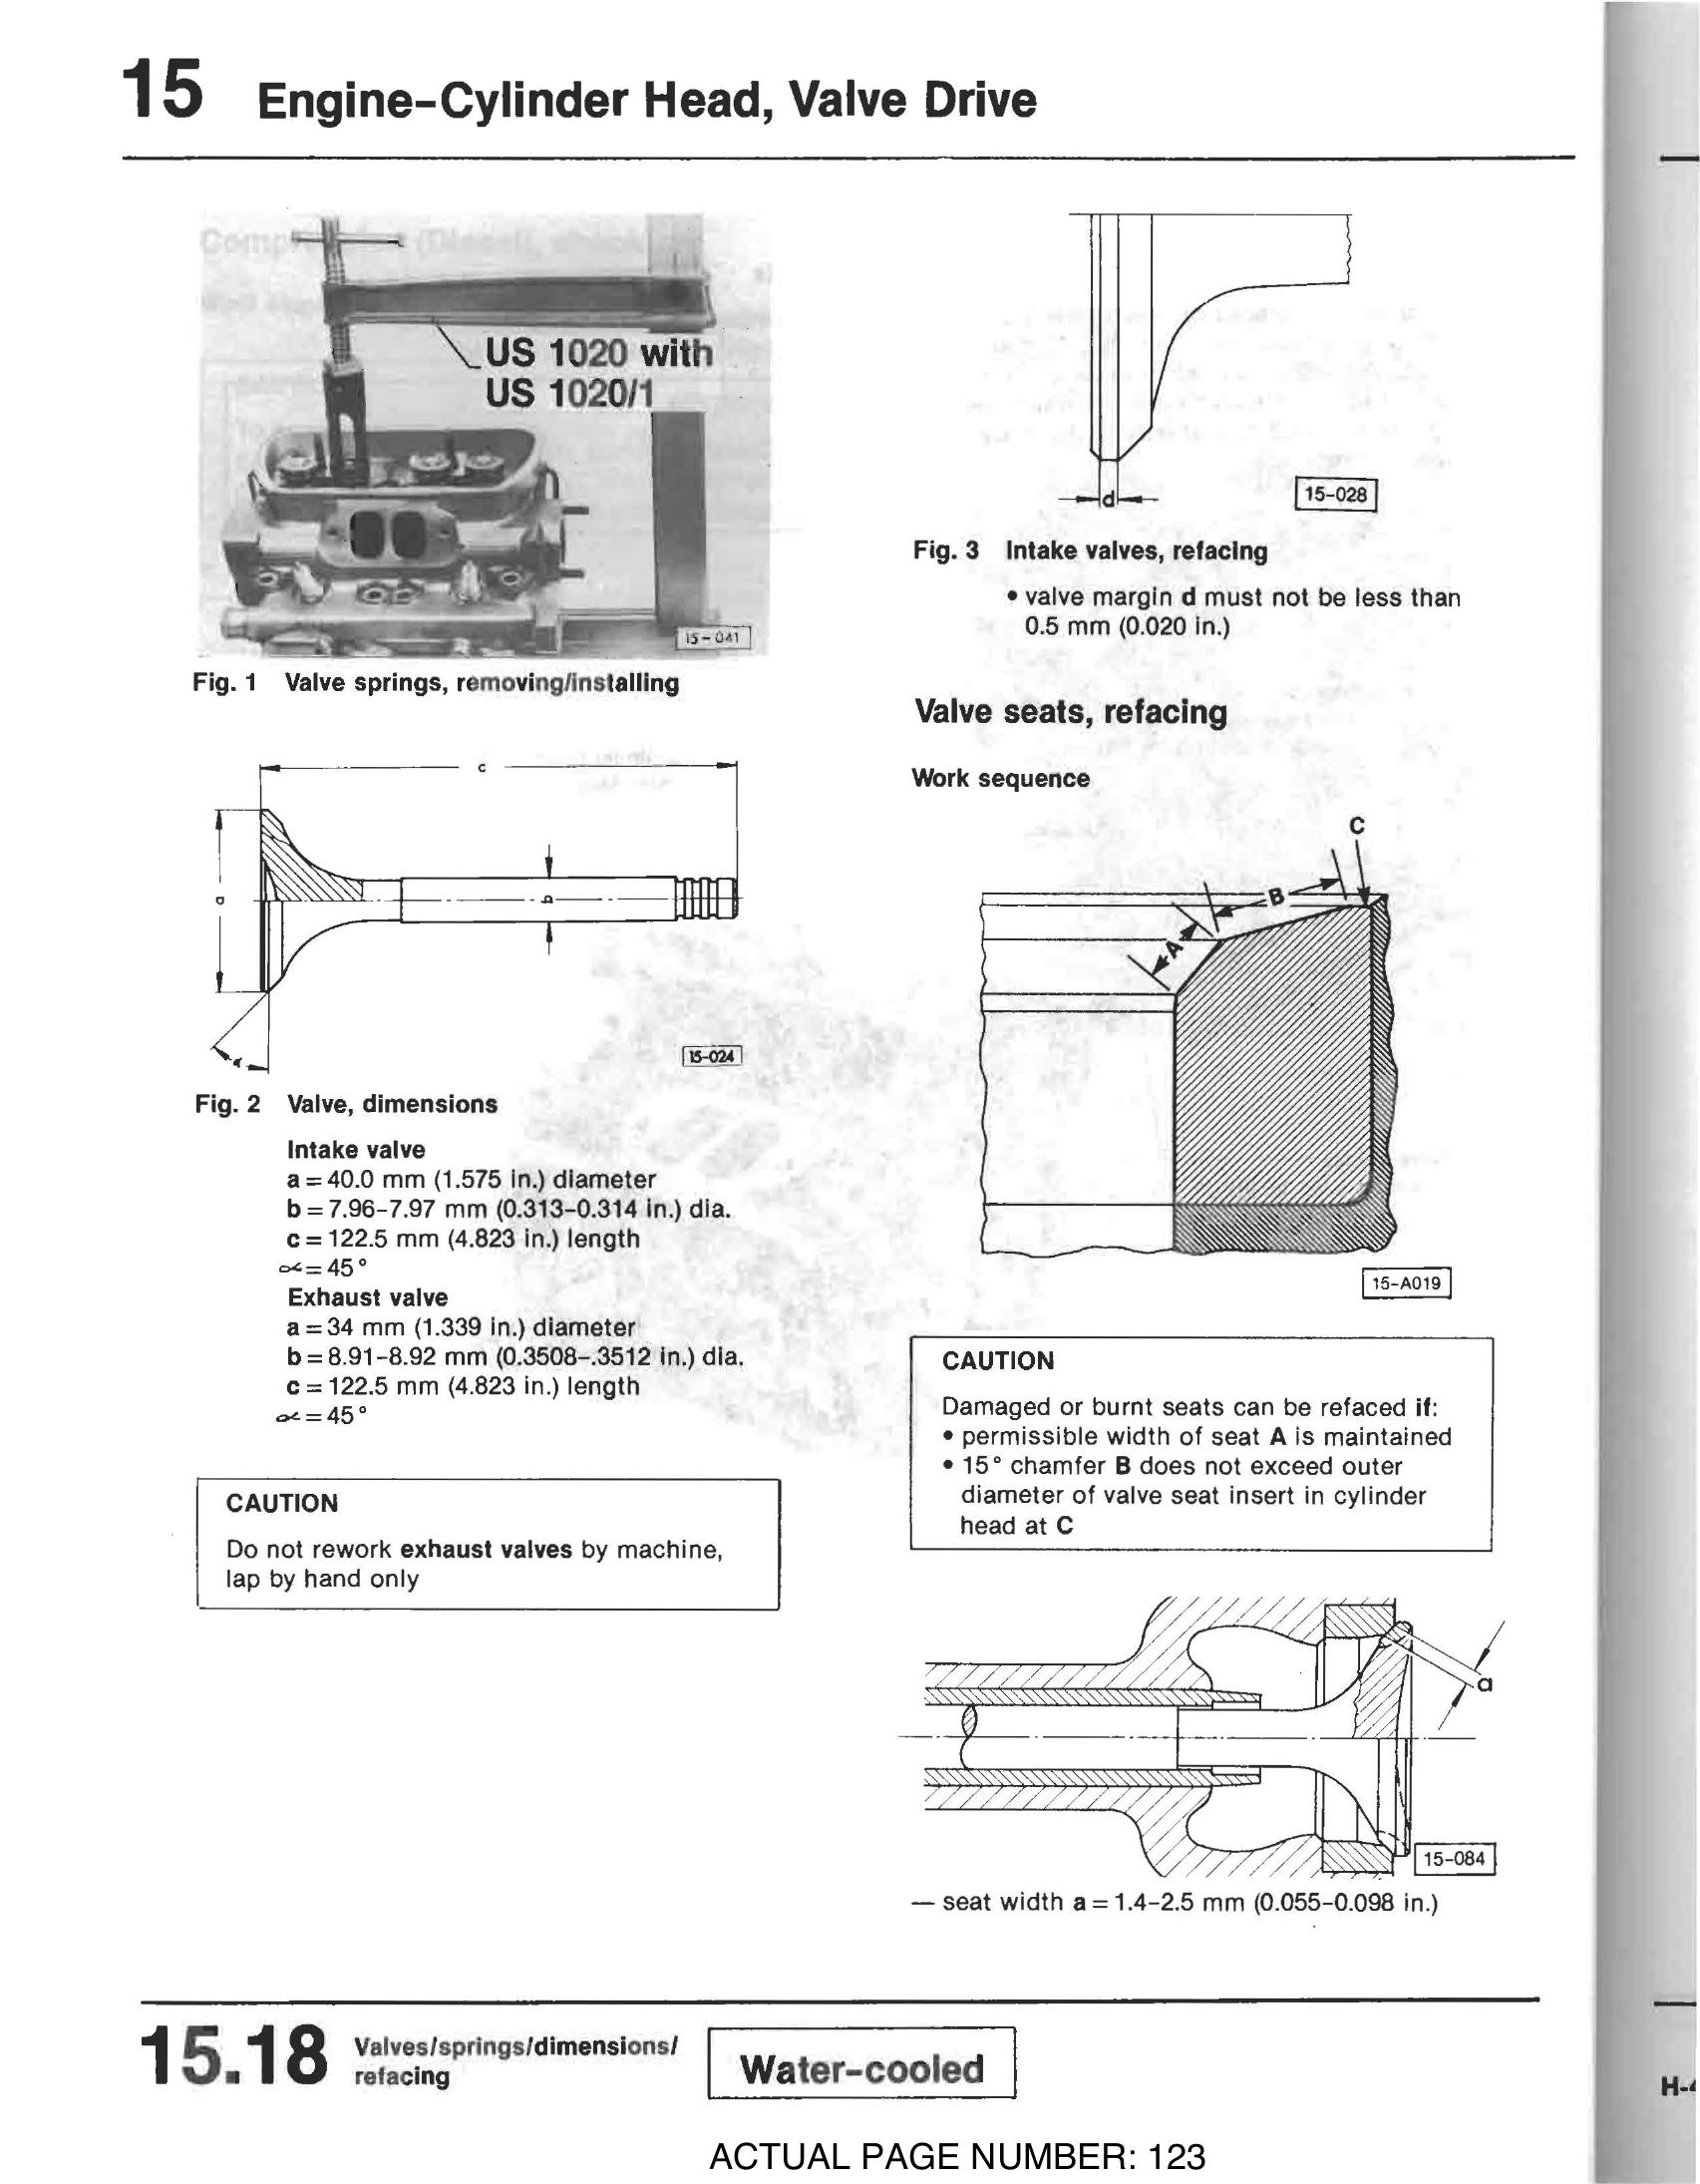 15 Engine-Cylinder Head, Valve Drive
US 1020 with
US 1020/1
15-041
Fig. 1 Valve springs, removing/installing
c
a
b
α
15-024
Fig. 2 Valve, dimensions
Intake valve
a = 40.0 mm (1.575 in.) diameter
b = 7.96-7.97 mm (0.313-0.314 in.) dia.
c = 122.5 mm (4.823 in.) length
α = 45°
Exhaust valve
a = 34 mm (1.339 in.) diameter
b = 8.91-8.92 mm (0.3508-.3512 in.) dia.
c = 122.5 mm (4.823 in.) length
α = 45°
CAUTION
Do not rework exhaust valves by machine,
lap by hand only
d
15-028
Fig. 3 Intake valves, refacing
• valve margin d must not be less than
0.5 mm (0.020 in.)
Valve seats, refacing
Work sequence
C
B
A
15-A019
CAUTION
Damaged or burnt seats can be refaced if:
• permissible width of seat A is maintained
• 15° chamfer B does not exceed outer
diameter of valve seat insert in cylinder
head at C
a
15-084
— seat width a = 1.4-2.5 mm (0.055-0.098 in.)
15.18 Valves/springs/dimensions/
refacing
Water-cooled
ACTUAL PAGE NUMBER: 123